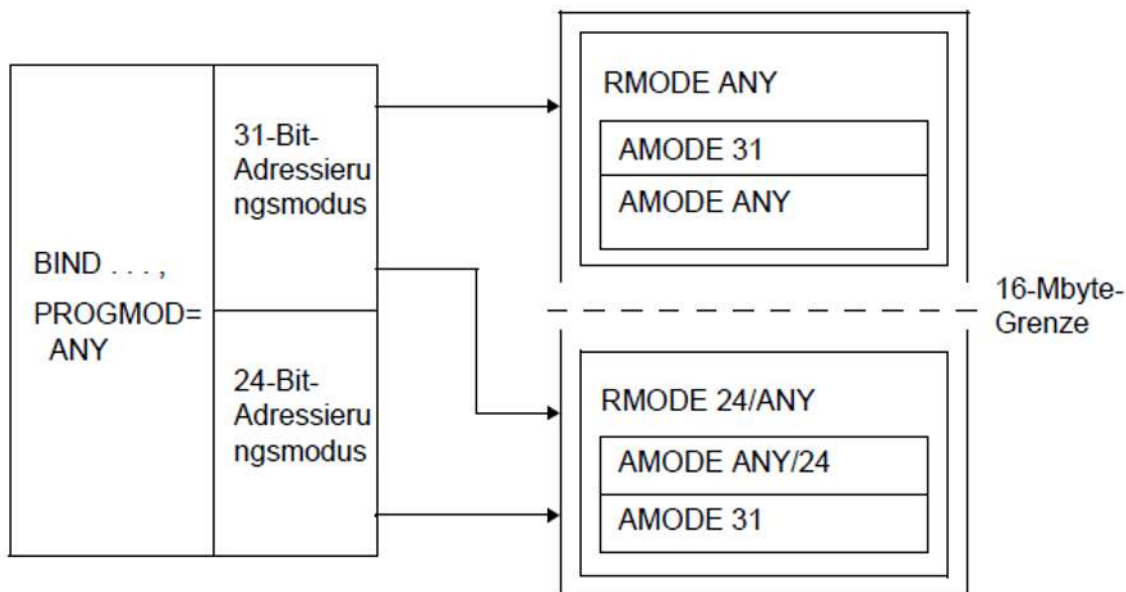 BIND . . . ,
PROGMOD=
ANY
31-Bit-
Adressieru
ngsmodus
24-Bit-
Adressieru
ngsmodus
RMODE ANY
AMODE 31
AMODE ANY
16-Mbyte-
Grenze
RMODE 24/ANY
AMODE ANY/24
AMODE 31